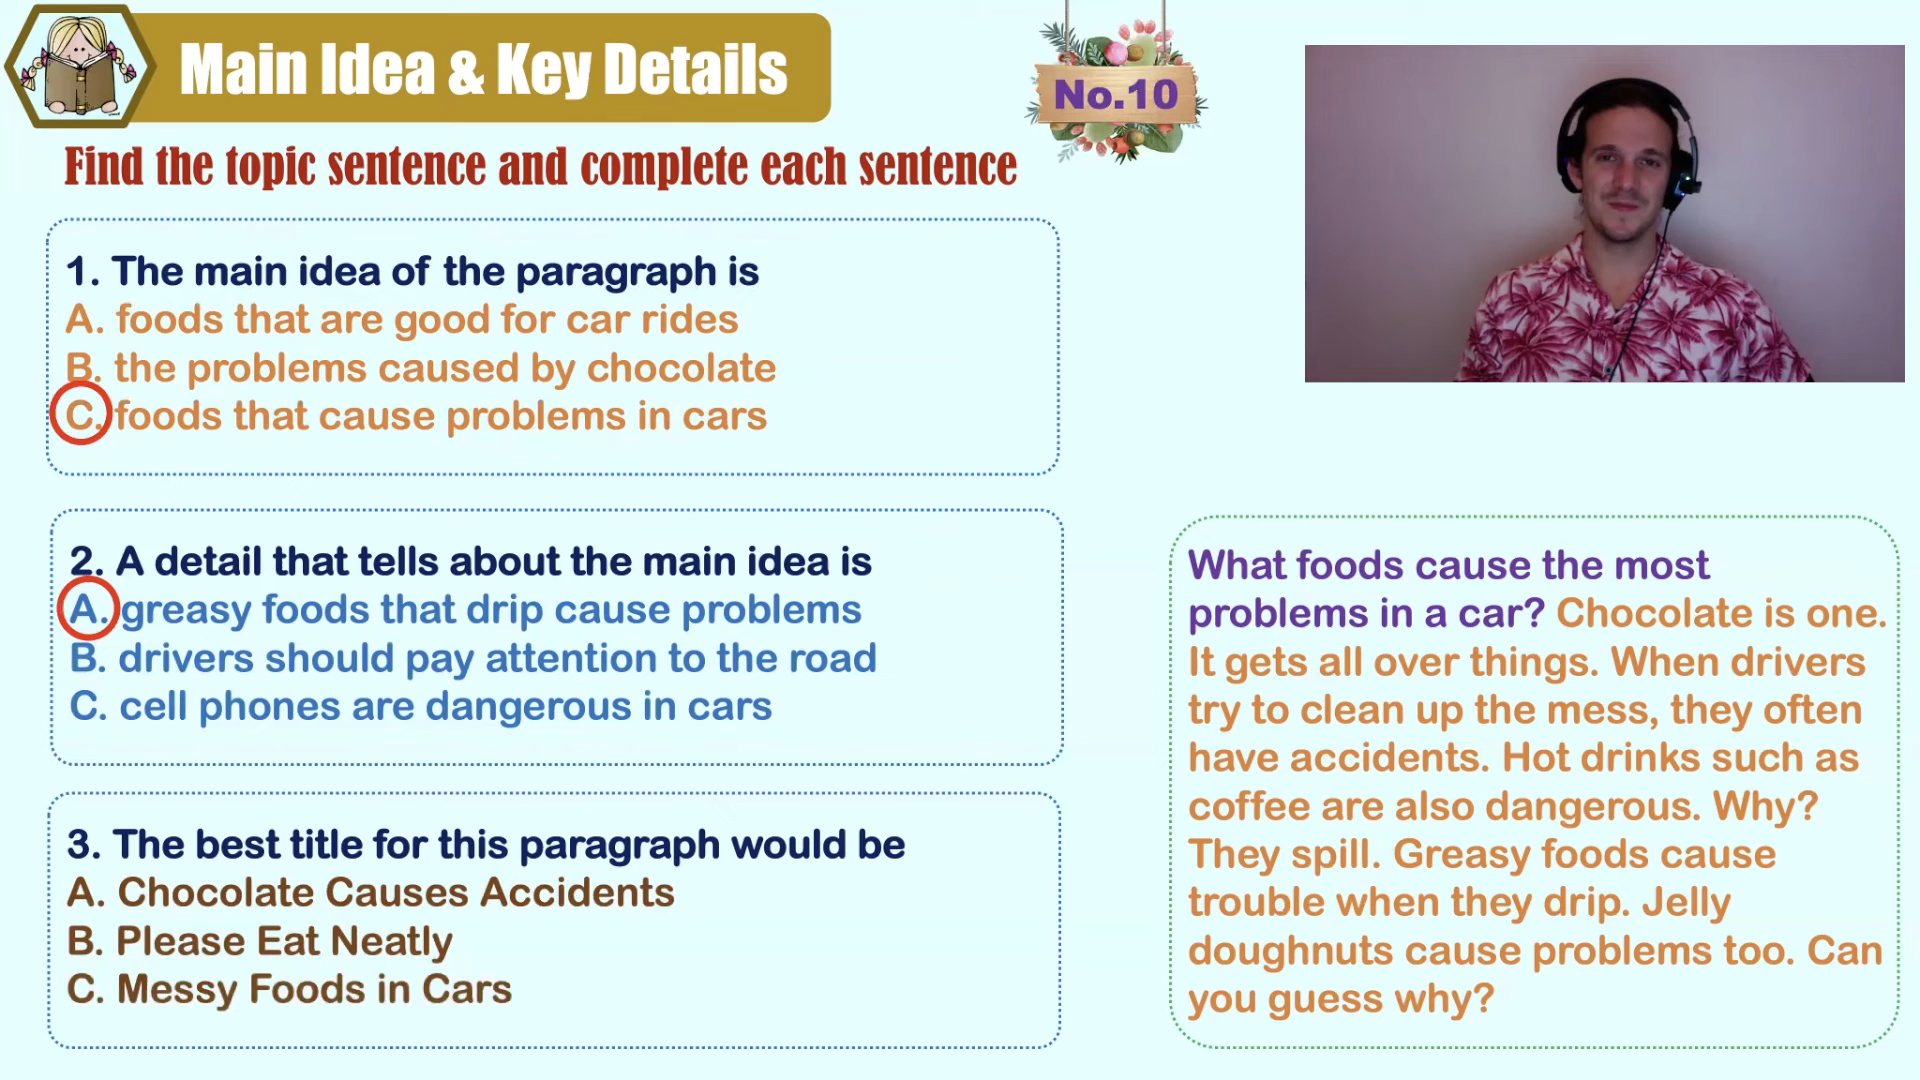 Main Idea & Key Details
No.10
Find the topic sentence and complete each sentence
1. The main idea of the paragraph is
A. foods that are good for car rides
B. the problems caused by chocolate
C. foods that cause problems in cars
2. A detail that tells about the main idea is
A. greasy foods that drip cause problems
B. drivers should pay attention to the road
C. cell phones are dangerous in cars
3. The best title for this paragraph would be
A. Chocolate Causes Accidents
B. Please Eat Neatly
C. Messy Foods in Cars
What foods cause the most
problems in a car? Chocolate is one.
It gets all over things. When drivers
try to clean up the mess, they often
have accidents. Hot drinks such as
coffee are also dangerous. Why?
They spill. Greasy foods cause
trouble when they drip. Jelly
doughnuts cause problems too. Can
you guess why?